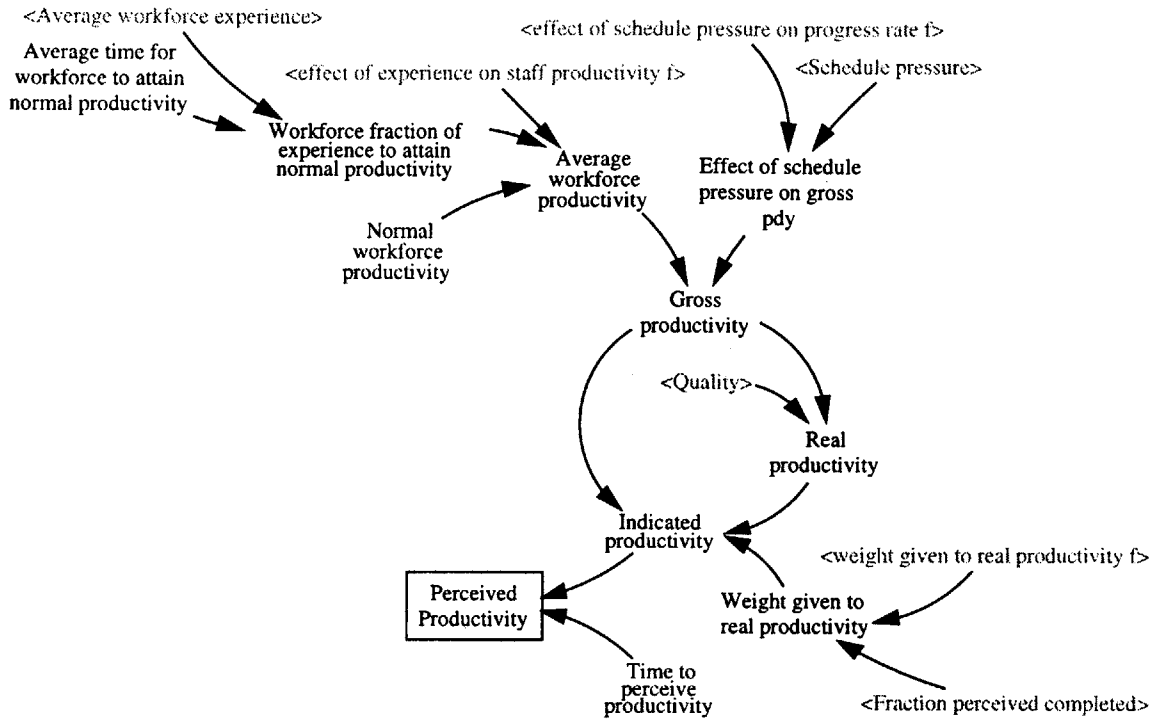 <Average workforce experience>
Average time for
workforce to attain
normal productivity
<effect of schedule pressure on progress rate f>
<Schedule pressure>
<effect of experience on staff productivity f>
Workforce fraction of
experience to attain
normal productivity
Average
workforce
productivity
Effect of schedule
pressure on gross
pdy
Normal
workforce
productivity
Gross
productivity
<Quality>
Real
productivity
Indicated
productivity
<weight given to real productivity f>
Perceived
Productivity
Weight given to
real productivity
Time to
perceive
productivity
<Fraction perceived completed>